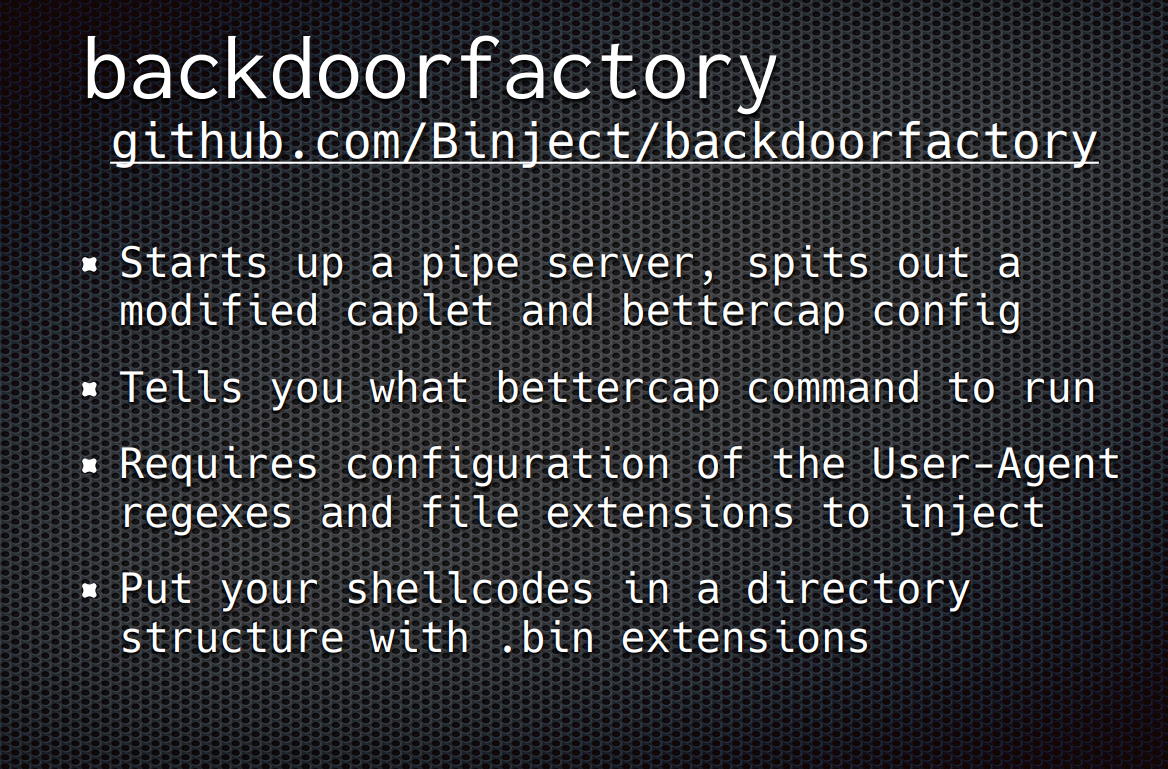 backdoorfactory
github.com/Binject/backdoorfactory
Starts up a pipe server, spits out a
modified caplet and bettercap config
Tells you what bettercap command to run
Requires configuration of the User-Agent
regexes and file extensions to inject
Put your shellcodes in a directory
structure with .bin extensions